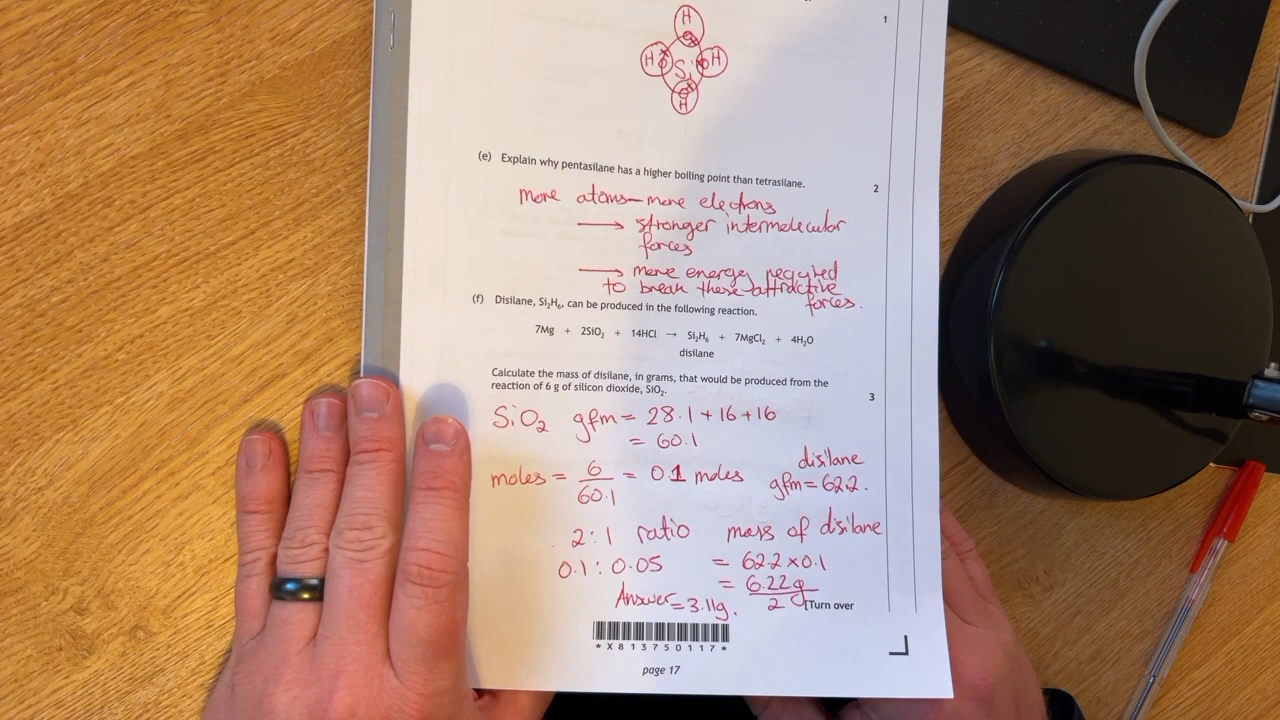 1
H
H Si H
H
(e) Explain why pentasilane has a higher boiling point than tetrasilane.
2
more atoms—more electrons
→ stronger intermolecular
forces
→ more energy required
to break these attractive
forces.
(f) Disilane, Si₂H₆, can be produced in the following reaction.
7Mg + 2SiO₂ + 14HCl → Si₂H₆ + 7MgCl₂ + 4H₂O
disilane
Calculate the mass of disilane, in grams, that would be produced from the
reaction of 6 g of silicon dioxide, SiO₂.
3
SiO₂ gfm = 28.1 + 16 + 16
= 60.1
moles = 6/60.1 = 0.1 moles
disilane
gfm = 62.2.
2:1 ratio
0.1 : 0.05
mass of disilane
= 62.2 x 0.1
= 6.22g/2
Answer = 3.11g.
[Turn over
*X813750117*
page 17